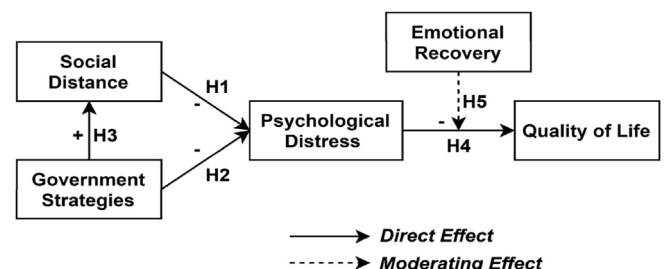 Emotional
Recovery
Social
Distance
H1
-
H5
Psychological
Distress
-
H4
Quality of Life
+ H3
-
H2
Government
Strategies
Direct Effect
Moderating Effect